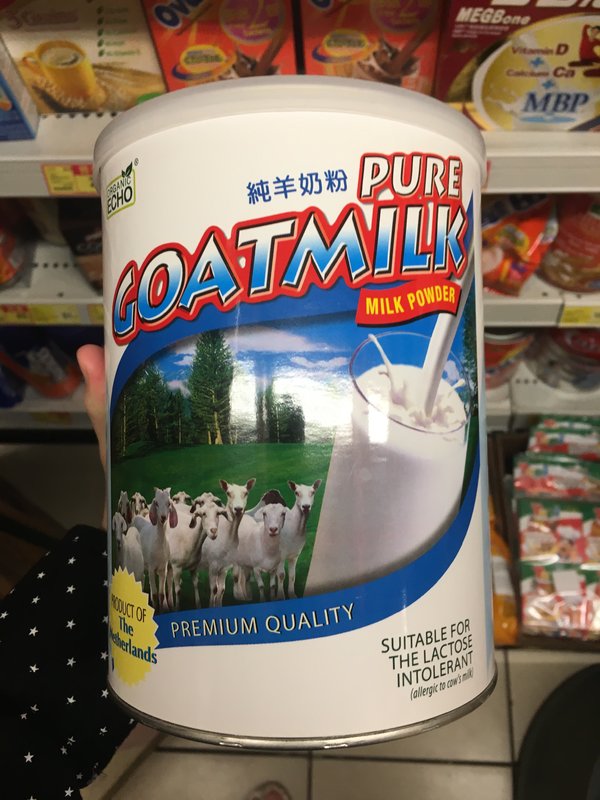 MEGBone
Vitamin D
+
Calcium Ca
+
MBP
ORGANIC
ECHO
®
純羊奶粉
PURE
GOATMILK
MILK POWDER
PRODUCT OF
The
Netherlands
PREMIUM QUALITY
SUITABLE FOR
THE LACTOSE
INTOLERANT
(allergic to cow's milk)